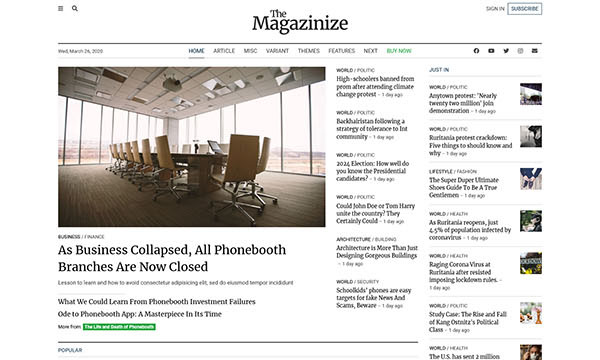 SIGN IN SUBSCRIBE
The
Magazinize
Wed, March 26, 2020
HOME ARTICLE MISC VARIANT THEMES FEATURES NEXT BUY NOW
BUSINESS / FINANCE
As Business Collapsed, All Phonebooth
Branches Are Now Closed
Lesson to learn and how to avoid consectetur adipisicing elit, sed do eiusmod tempor incididunt
What We Could Learn From Phonebooth Investment Failures
Ode to Phonebooth App: A Masterpiece In Its Time
More from: The Life and Death of Phonebooth
POPULAR
WORLD / POLITIC
High-schoolers banned from
prom after attending climate
change protest - 1 day ago
WORLD / POLITIC
Barkhairistan following a
strategy of tolerance to Int
community - 1 day ago
WORLD / POLITIC
2024 Election: How well do
you know the Presidential
candidates? - 1 day ago
WORLD / POLITIC
Could John Doe or Tom Harry
unite the country? They
Certainly Could - 1 day ago
ARCHITECTURE / BUILDING
Architecture is More Than Just
Designing Gorgeous Buildings
- 1 day ago
WORLD / SECURITY
Schoolkids' phones are easy
targets for fake News And
Scams, Beware - 1 day ago
JUST IN
WORLD / POLITIC
Anytown protest: 'Nearly
twenty two million' join
demonstration - 1 day ago
WORLD / POLITIC
Ruritania protest crackdown:
Five things to should know and
why - 1 day ago
LIFESTYLE / FASHION
The Super Duper Ultimate
Shoes Guide To Be A True
Gentlemen - 1 day ago
WORLD / HEALTH
As Ruritania reopens, just
4.5% of population infected by
coronavirus - 1 day ago
WORLD / HEALTH
Raging Corona Virus at
Ruritania after resisted
imposing lockdown rules. -
1 day ago
WORLD / POLITIC
Study Case: The Rise and Fall
of Kang Ostnitz's Political
Class - 1 day ago
WORLD / HEALTH
The U.S. has sent 2 million